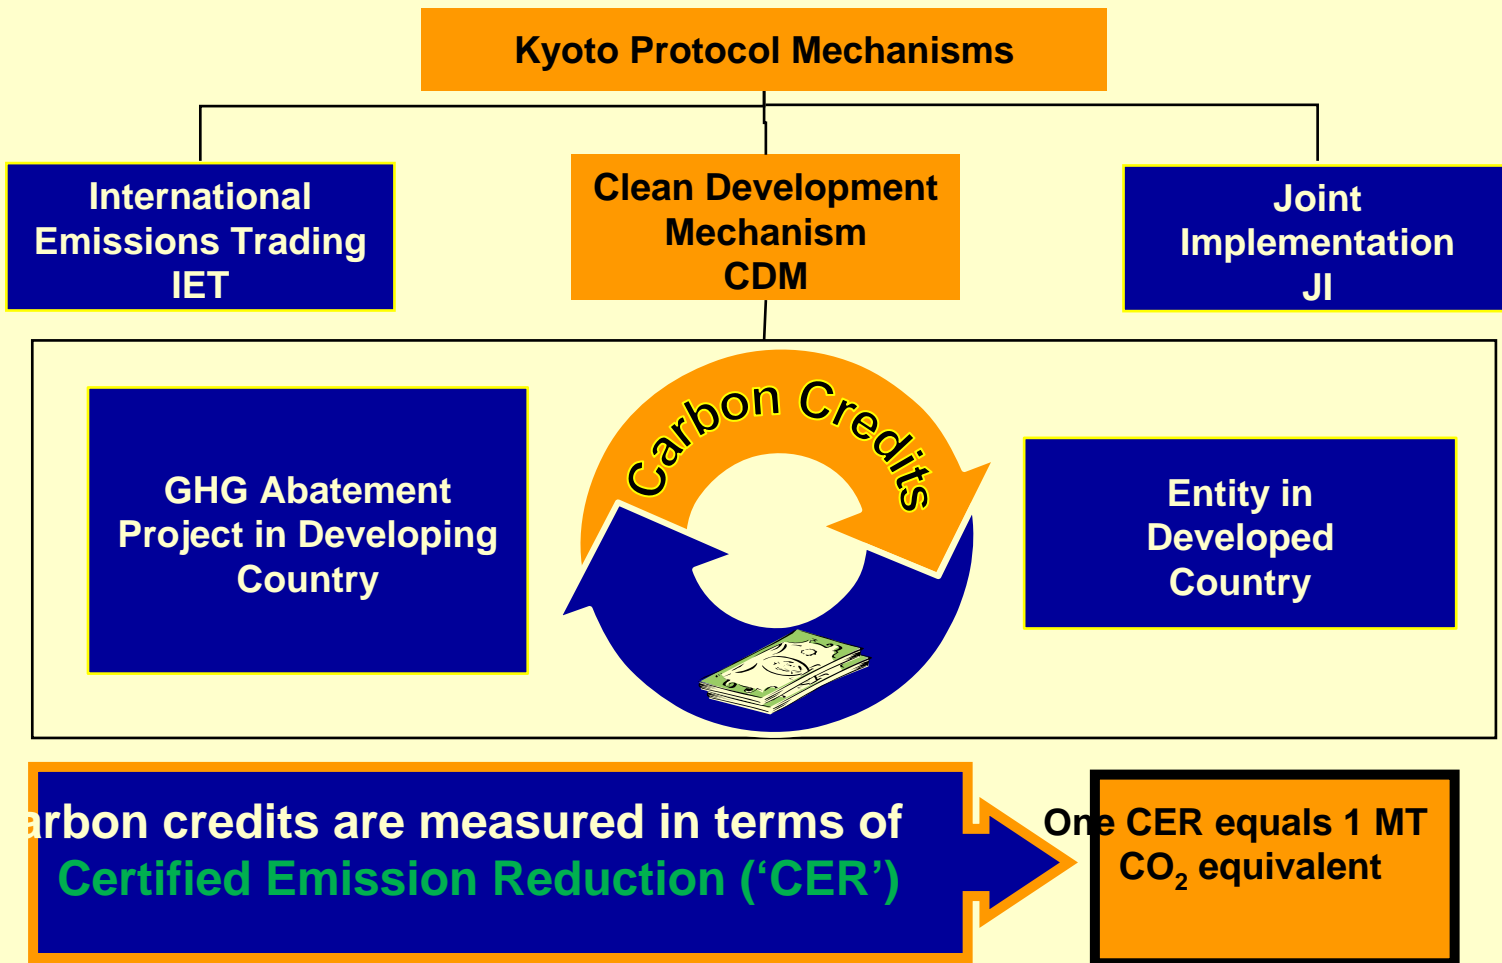 Kyoto Protocol Mechanisms
International
Emissions Trading
IET
Clean Development
Mechanism
CDM
Joint
Implementation
JI
Carbon Credits
GHG Abatement
Project in Developing
Country
Entity in
Developed
Country
arbon credits are measured in terms of
Certified Emission Reduction (‘CER’)
One CER equals 1 MT
CO₂ equivalent